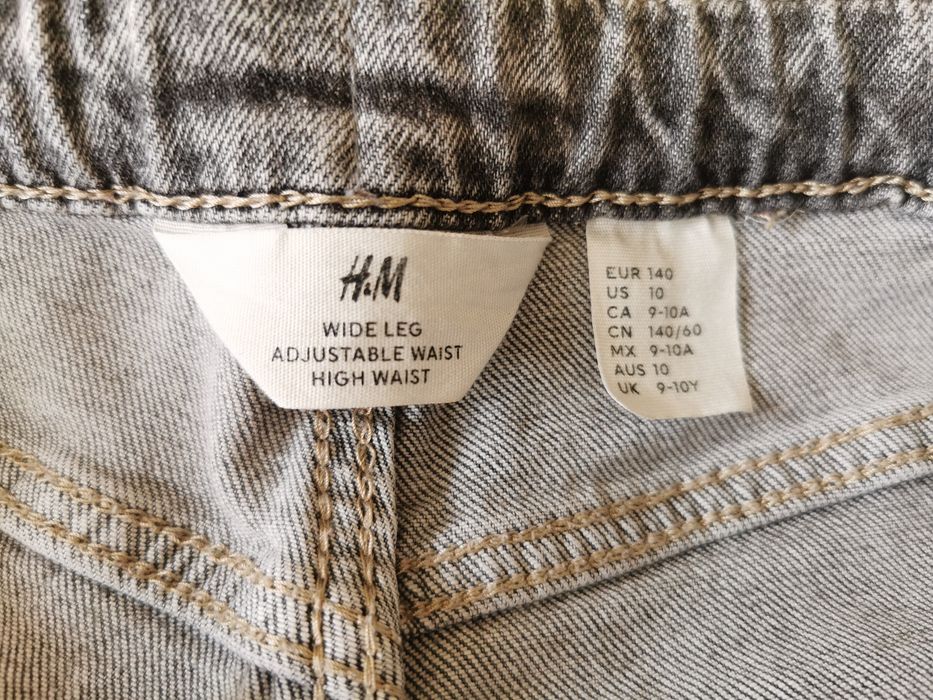 H&M
WIDE LEG
ADJUSTABLE WAIST
HIGH WAIST
EUR 140
US 10
CA 9-10A
CN 140/60
MX 9-10A
AUS 10
UK 9-10Y